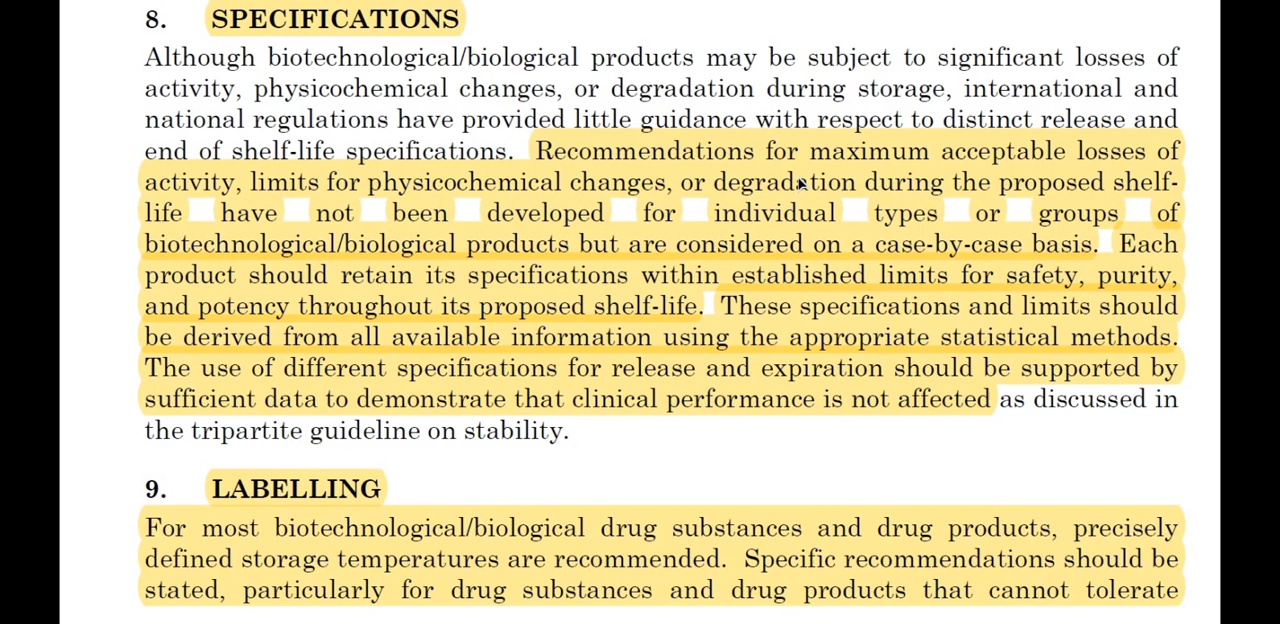 8. SPECIFICATIONS
Although biotechnological/biological products may be subject to significant losses of
activity, physicochemical changes, or degradation during storage, international and
national regulations have provided little guidance with respect to distinct release and
end of shelf-life specifications. Recommendations for maximum acceptable losses of
activity, limits for physicochemical changes, or degradation during the proposed shelf-
life have not been developed for individual types or groups of
biotechnological/biological products but are considered on a case-by-case basis. Each
product should retain its specifications within established limits for safety, purity,
and potency throughout its proposed shelf-life. These specifications and limits should
be derived from all available information using the appropriate statistical methods.
The use of different specifications for release and expiration should be supported by
sufficient data to demonstrate that clinical performance is not affected as discussed in
the tripartite guideline on stability.
9. LABELLING
For most biotechnological/biological drug substances and drug products, precisely
defined storage temperatures are recommended. Specific recommendations should be
stated, particularly for drug substances and drug products that cannot tolerate